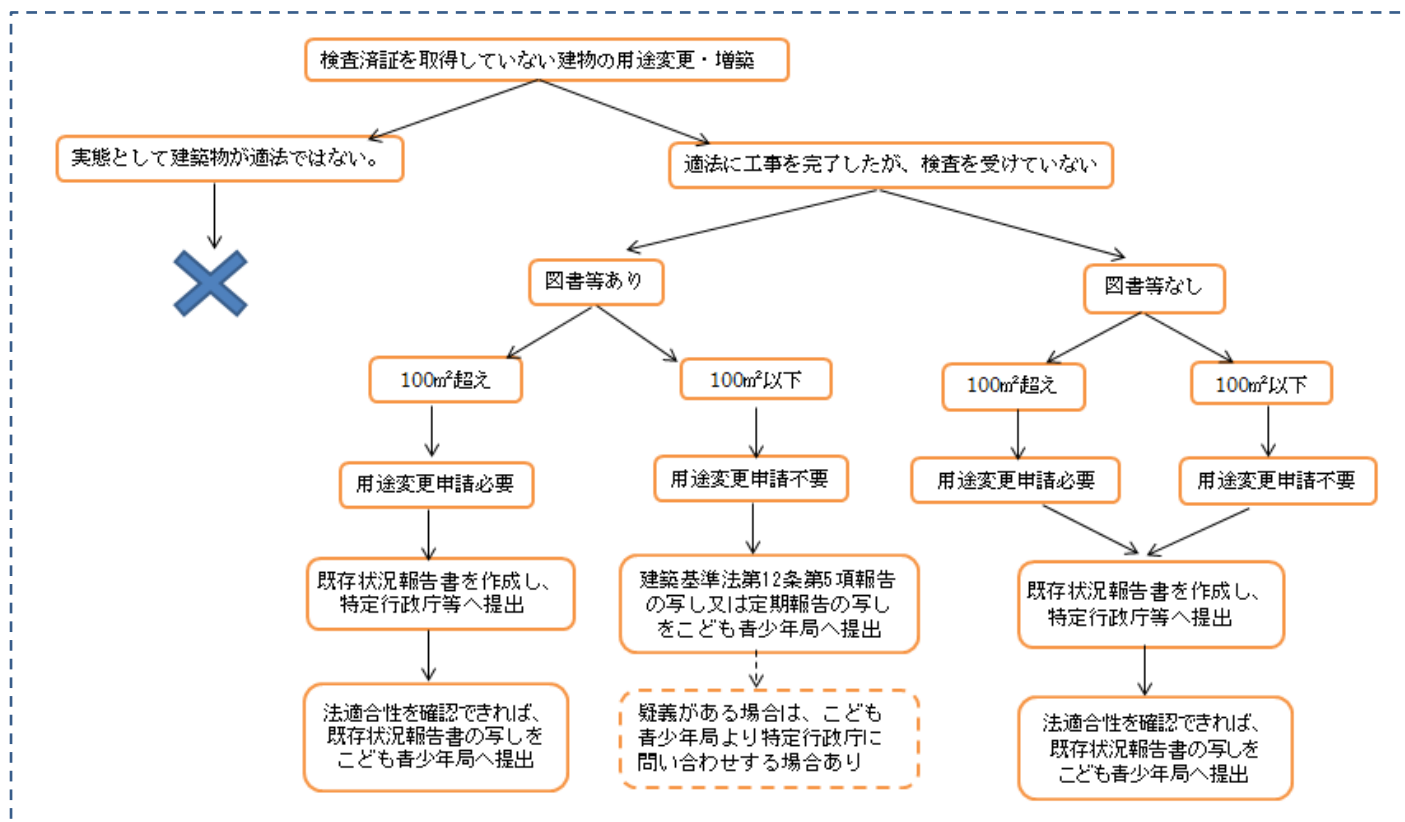 検査済証を取得していない建物の用途変更・増築
実態として建築物が適法ではない。
適法に工事を完了したが、検査を受けていない
図書等あり
図書等なし
100㎡超え
100㎡以下
100㎡超え
100㎡以下
用途変更申請必要
用途変更申請不要
用途変更申請必要
用途変更申請不要
既存状況報告書を作成し、
特定行政庁等へ提出
建築基準法第12条第5項報告
の写し又は定期報告の写し
をこども青少年局へ提出
既存状況報告書を作成し、
特定行政庁等へ提出
法適合性を確認できれば、
既存状況報告書の写しを
こども青少年局へ提出
疑義がある場合は、こども
青少年局より特定行政庁に
問い合わせする場合あり
法適合性を確認できれば、
既存状況報告書の写しを
こども青少年局へ提出